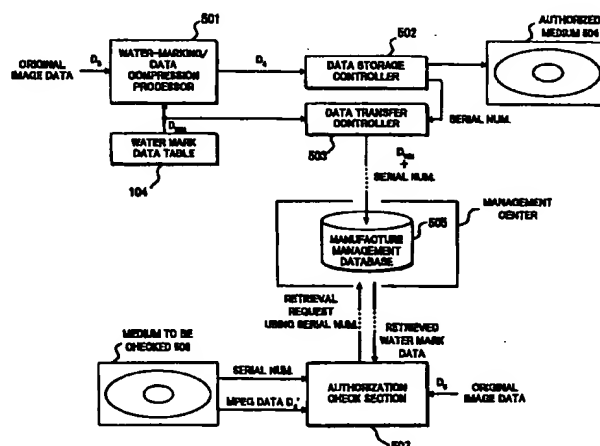 501
WATER-MARKING/
DATA
COMPRESSION
PROCESSOR
ORIGINAL
IMAGE DATA
502
DATA STORAGE
CONTROLLER
AUTHORIZED
MEDIUM 504
DATA TRANSFER
CONTROLLER
SERIAL NUM.
WATER MARK
DATA TABLE
104
503
+
SERIAL NUM.
MANAGEMENT
CENTER
505
MANUFACTURE
MANAGEMENT
DATABASE
RETRIEVAL
REQUEST
USING SERIAL NUM.
RETRIEVED
WATER MARK
DATA
MEDIUM TO BE
CHECKED 506
SERIAL NUM.
MPEG DATA
AUTHORIZATION
CHECK SECTION
ORIGINAL
IMAGE DATA
507